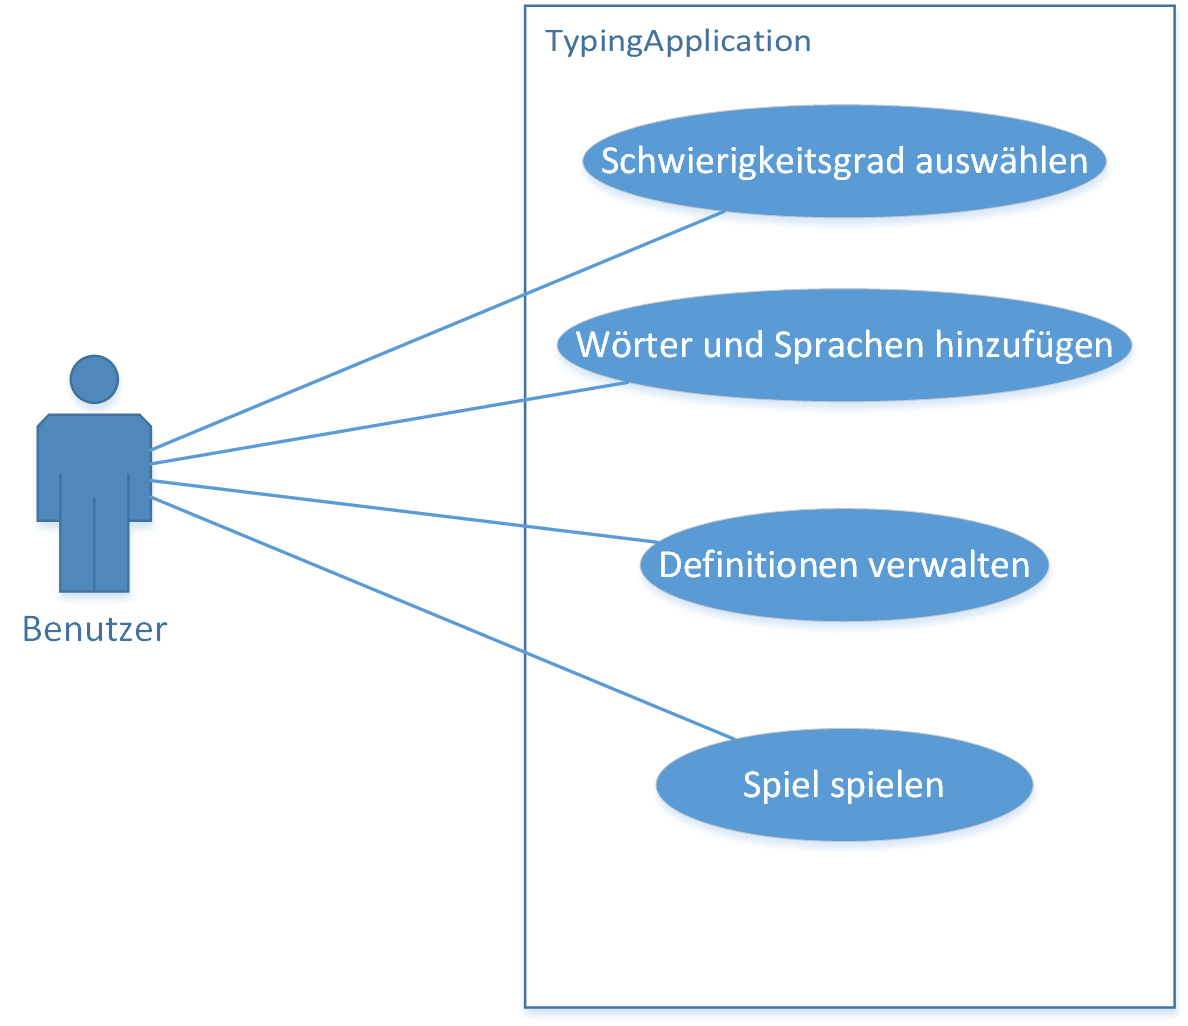 TypingApplication
Schwierigkeitsgrad auswählen
Wörter und Sprachen hinzufügen
Definitionen verwalten
Benutzer
Spiel spielen